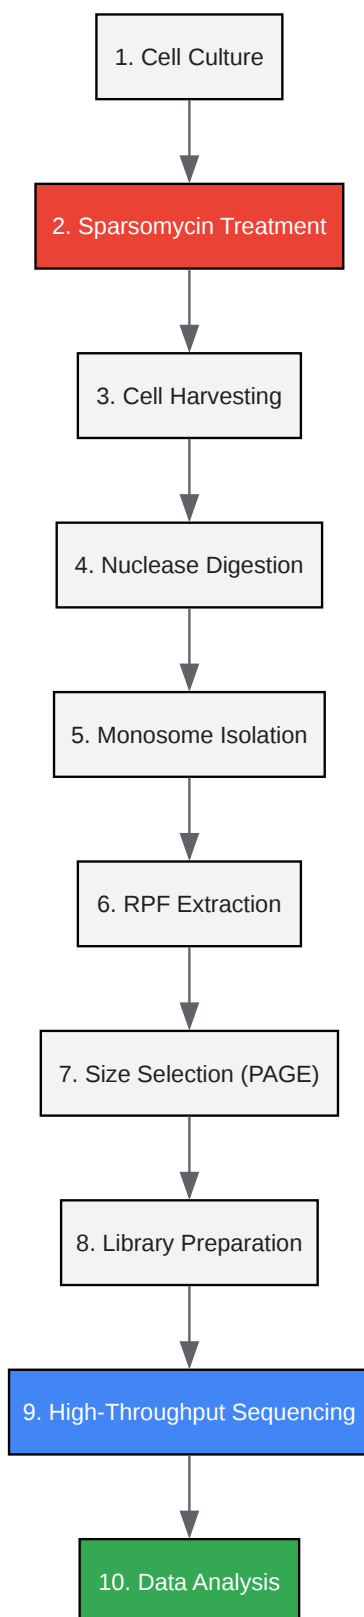 1. Cell Culture
2. Sparsomycin Treatment
3. Cell Harvesting
4. Nuclease Digestion
5. Monosome Isolation
6. RPF Extraction
7. Size Selection (PAGE)
8. Library Preparation
9. High-Throughput Sequencing
10. Data Analysis